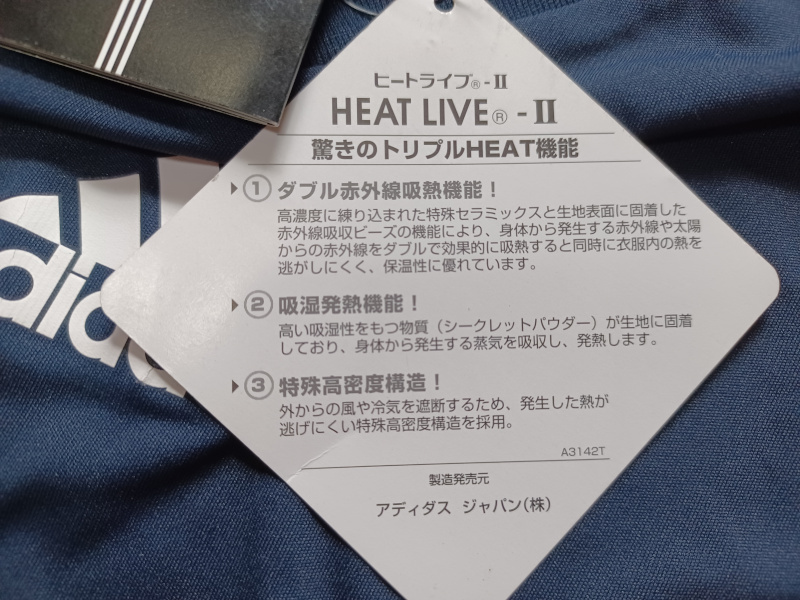 ヒートライブ®-II
HEAT LIVE®-II
驚きのトリプルHEAT機能
① ダブル赤外線吸熱機能！
高濃度に練り込まれた特殊セラミックスと生地表面に固着した
赤外線吸収ビーズの機能により、身体から発生する赤外線や太陽
からの赤外線をダブルで効果的に吸熱すると同時に衣服内の熱を
逃がしにくく、保温性に優れています。
② 吸湿発熱機能！
高い吸湿性をもつ物質（シークレットパウダー）が生地に固着
しており、身体から発生する蒸気を吸収し、発熱します。
③ 特殊高密度構造！
外からの風や冷気を遮断するため、発生した熱が
逃げにくい特殊高密度構造を採用。
A3142T
製造発売元
アディダス ジャパン(株)
adidas